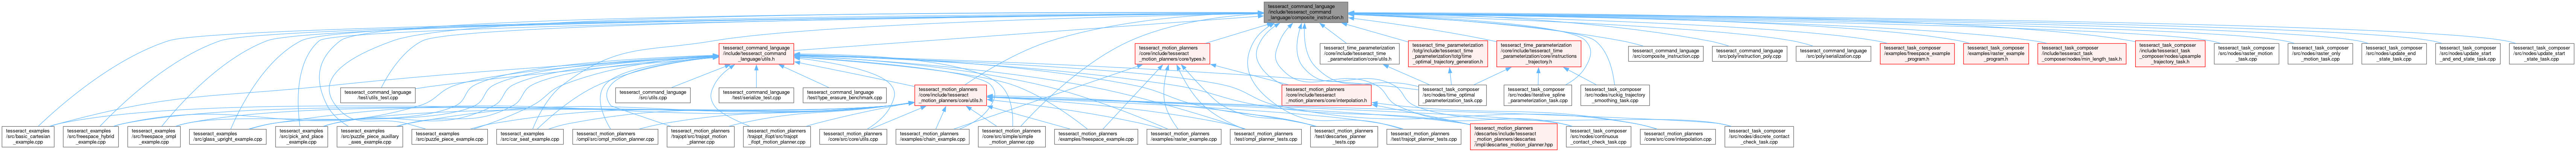 tesseract_command_language
/include/tesseract_command
_language/composite_instruction.h
tesseract_command_language
/include/tesseract_command
_language/utils.h
tesseract_motion_planners
/core/include/tesseract
_motion_planners/core/types.h
tesseract_time_parameterization
/core/include/tesseract_time
_parameterization/core/utils.h
tesseract_time_parameterization
/totg/include/tesseract_time
_parameterization/totg/time
_optimal_trajectory_generation.h
tesseract_time_parameterization
/core/include/tesseract_time
_parameterization/core/instructions
_trajectory.h
tesseract_command_language
/src/composite_instruction.cpp
tesseract_command_language
/src/poly/instruction_poly.cpp
tesseract_command_language
/src/poly/serialization.cpp
tesseract_task_composer
/examples/freespace_example
_program.h
tesseract_task_composer
/examples/raster_example
_program.h
tesseract_task_composer
/include/tesseract_task
_composer/nodes/min_length_task.h
tesseract_task_composer
/include/tesseract_task
_composer/nodes/upsample
_trajectory_task.h
tesseract_task_composer
/src/nodes/raster_motion
_task.cpp
tesseract_task_composer
/src/nodes/raster_only
_motion_task.cpp
tesseract_task_composer
/src/nodes/update_end
_state_task.cpp
tesseract_task_composer
/src/nodes/update_start
_and_end_state_task.cpp
tesseract_task_composer
/src/nodes/update_start
_state_task.cpp
tesseract_command_language
/test/utils_test.cpp
tesseract_command_language
/src/utils.cpp
tesseract_command_language
/test/serialize_test.cpp
tesseract_command_language
/test/type_erasure_benchmark.cpp
tesseract_motion_planners
/core/include/tesseract
_motion_planners/core/utils.h
tesseract_motion_planners
/core/include/tesseract
_motion_planners/core/interpolation.h
tesseract_task_composer
/src/nodes/time_optimal
_parameterization_task.cpp
tesseract_task_composer
/src/nodes/iterative_spline
_parameterization_task.cpp
tesseract_task_composer
/src/nodes/ruckig_trajectory
_smoothing_task.cpp
tesseract_examples
/src/basic_cartesian
_example.cpp
tesseract_examples
/src/freespace_hybrid
_example.cpp
tesseract_examples
/src/freespace_ompl
_example.cpp
tesseract_examples
/src/glass_upright_example.cpp
tesseract_examples
/src/pick_and_place
_example.cpp
tesseract_examples
/src/puzzle_piece_auxillary
_axes_example.cpp
tesseract_examples
/src/puzzle_piece_example.cpp
tesseract_examples
/src/car_seat_example.cpp
tesseract_motion_planners
/ompl/src/ompl_motion_planner.cpp
tesseract_motion_planners
/trajopt/src/trajopt_motion
_planner.cpp
tesseract_motion_planners
/trajopt_ifopt/src/trajopt
_ifopt_motion_planner.cpp
tesseract_motion_planners
/core/src/core/utils.cpp
tesseract_motion_planners
/examples/chain_example.cpp
tesseract_motion_planners
/core/src/simple/simple
_motion_planner.cpp
tesseract_motion_planners
/examples/freespace_example.cpp
tesseract_motion_planners
/examples/raster_example.cpp
tesseract_motion_planners
/test/ompl_planner_tests.cpp
tesseract_motion_planners
/test/descartes_planner
_tests.cpp
tesseract_motion_planners
/test/trajopt_planner_tests.cpp
tesseract_motion_planners
/descartes/include/tesseract
_motion_planners/descartes
/impl/descartes_motion_planner.hpp
tesseract_task_composer
/src/nodes/continuous
_contact_check_task.cpp
tesseract_motion_planners
/core/src/core/interpolation.cpp
tesseract_task_composer
/src/nodes/discrete_contact
_check_task.cpp